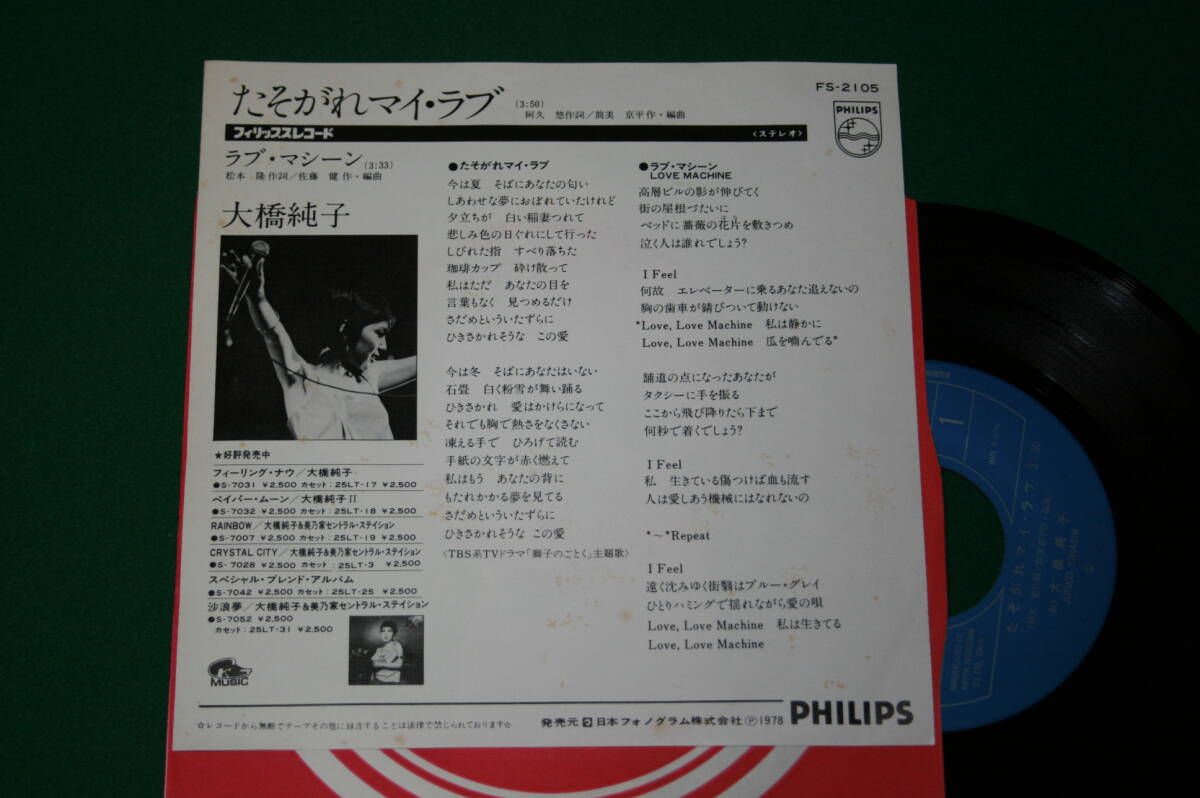 たそがれマイ・ラブ (3:50)
阿久 悠作詞/筒美 京平作・編曲
FS-2105
PHILIPS
フィリップスレコード
〈ステレオ〉
ラブ・マシーン (3:33)
松本 隆作詞/佐藤 健作・編曲
大橋純子
★好評発売中
フィーリング・ナウ/大橋純子
●S-7031 ¥2,500 カセット:25LT-17 ¥2,500
ペイパー・ムーン/大橋純子II
●S-7032 ¥2,500 カセット:25LT-18 ¥2,500
RAINBOW/大橋純子&美乃家セントラル・ステイション
●S-7007 ¥2,500 カセット:25LT-19 ¥2,500
CRYSTAL CITY/大橋純子&美乃家セントラル・ステイション
●S-7028 ¥2,500 カセット:25LT-3 ¥2,500
スペシャル・ブレンド・アルバム
●S-7042 ¥2,500 カセット:25LT-25 ¥2,500
沙浪夢/大橋純子&美乃家セントラル・ステイション
●S-7052 ¥2,500
カセット:25LT-31 ¥2,500
MUSIC
●たそがれマイ・ラブ
今は夏 そばにあなたの匂い
しあわせな夢におぼれていたけれど
夕立ちが 白い稲妻つれて
悲しみ色の日ぐれにして行った
しびれた指 すべり落ちた
珈琲カップ 砕け散って
私はただ あなたの目を
言葉もなく 見つめるだけ
さだめといういたずらに
ひきさかれそうな この愛
今は冬 そばにあなたはいない
石畳 白く粉雪が舞い踊る
ひきさかれ 愛はかけらになって
それでも胸で熱さをなくさない
凍える手で ひろげて読む
手紙の文字が赤く燃えて
私はもう あなたの背に
もたれかかる夢を見てる
さだめといういたずらに
ひきさかれそうな この愛
〈TBS系TVドラマ「獅子のごとく」主題歌〉
●ラブ・マシーン
LOVE MACHINE
高層ビルの影が伸びてく
街の屋根づたいに
ベッドに薔薇の花片を敷きつめ
泣く人は誰れでしょう?
I Feel
何故 エレベーターに乗るあなた追えないの
胸の歯車が錆びついて動けない
*Love, Love Machine 私は静かに
Love, Love Machine 爪を噛んでる*
舗道の点になったあなたが
タクシーに手を振る
ここから飛び降りたら下まで
何秒で着くでしょう?
I Feel
私 生きている傷つけば血も流す
人は愛しあう機械にはなれないの
*~*Repeat
I Feel
遠く沈みゆく街翳はブルー・グレイ
ひとりハミングで揺れながら愛の唄
Love, Love Machine 私は生きてる
Love, Love Machine
☆レコードから無断でテープその他に録音することは法律で禁じられております☆
発売元 日本フォノグラム株式会社 ℗1978 PHILIPS
1
たそがれマイ・ラブ 3:50
大橋純子
JUNKO OHASHI